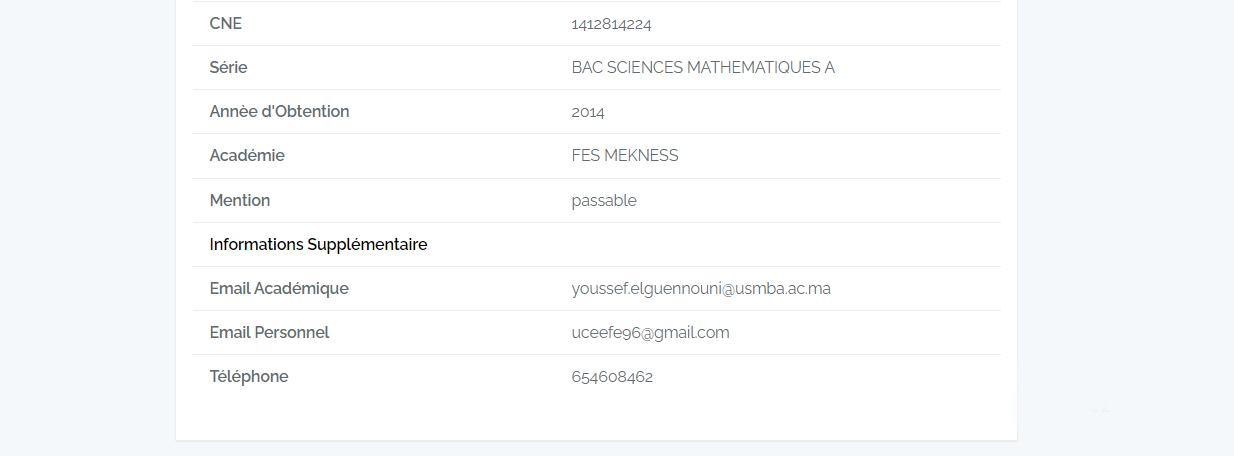 CNE 1412814224
Série BAC SCIENCES MATHEMATIQUES A
Annèe d'Obtention 2014
Académie FES MEKNESS
Mention passable
Informations Supplémentaire
Email Académique youssef.elguennouni@usmba.ac.ma
Email Personnel uceefe96@gmail.com
Téléphone 654608462